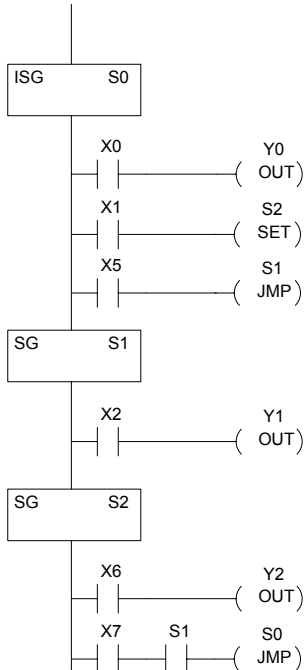 ISG S0
X0 Y0
OUT
X1 S2
SET
X5 S1
JMP
SG S1
X2 Y1
OUT
SG S2
X6 Y2
OUT
X7 S1 S0
JMP